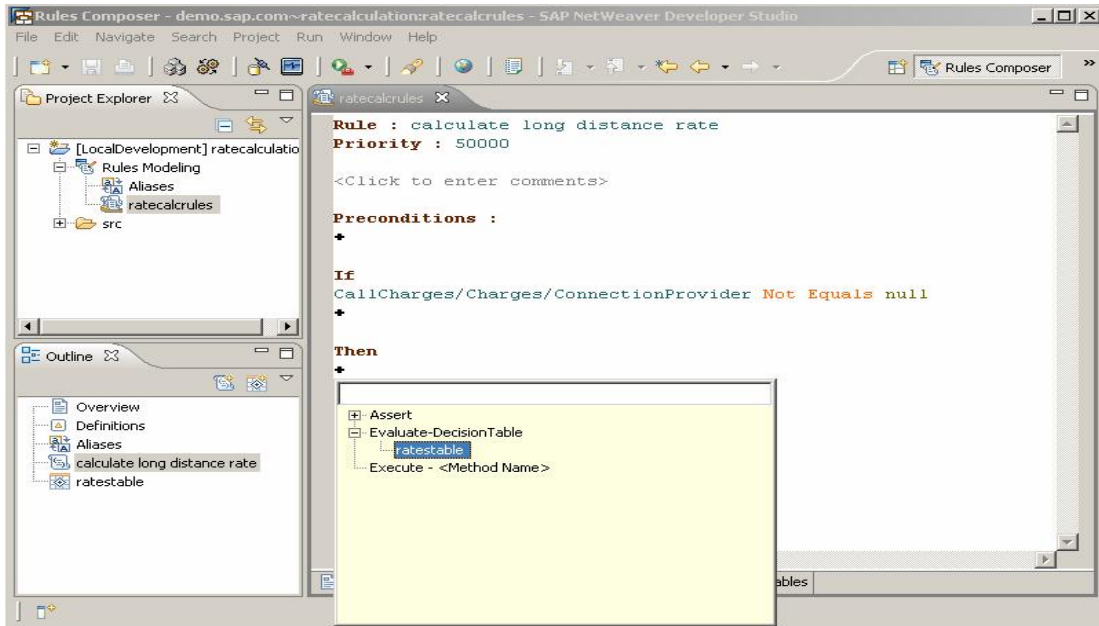 Rules Composer - demo.sap.com~ratecalculation:ratecalcrules - SAP NetWeaver Developer Studio
File Edit Navigate Search Project Run Window Help
Rules Composer »
Project Explorer
[LocalDevelopment] ratecalculatio
Rules Modeling
Aliases
ratecalcrules
src
Outline
Overview
Definitions
Aliases
calculate long distance rate
ratestable
ratecalcrules
Rule : calculate long distance rate
Priority : 50000
<Click to enter comments>
Preconditions :
+
If
CallCharges/Charges/ConnectionProvider Not Equals null
+
Then
+
Assert
Evaluate-DecisionTable
ratestable
Execute - <Method Name>
ables